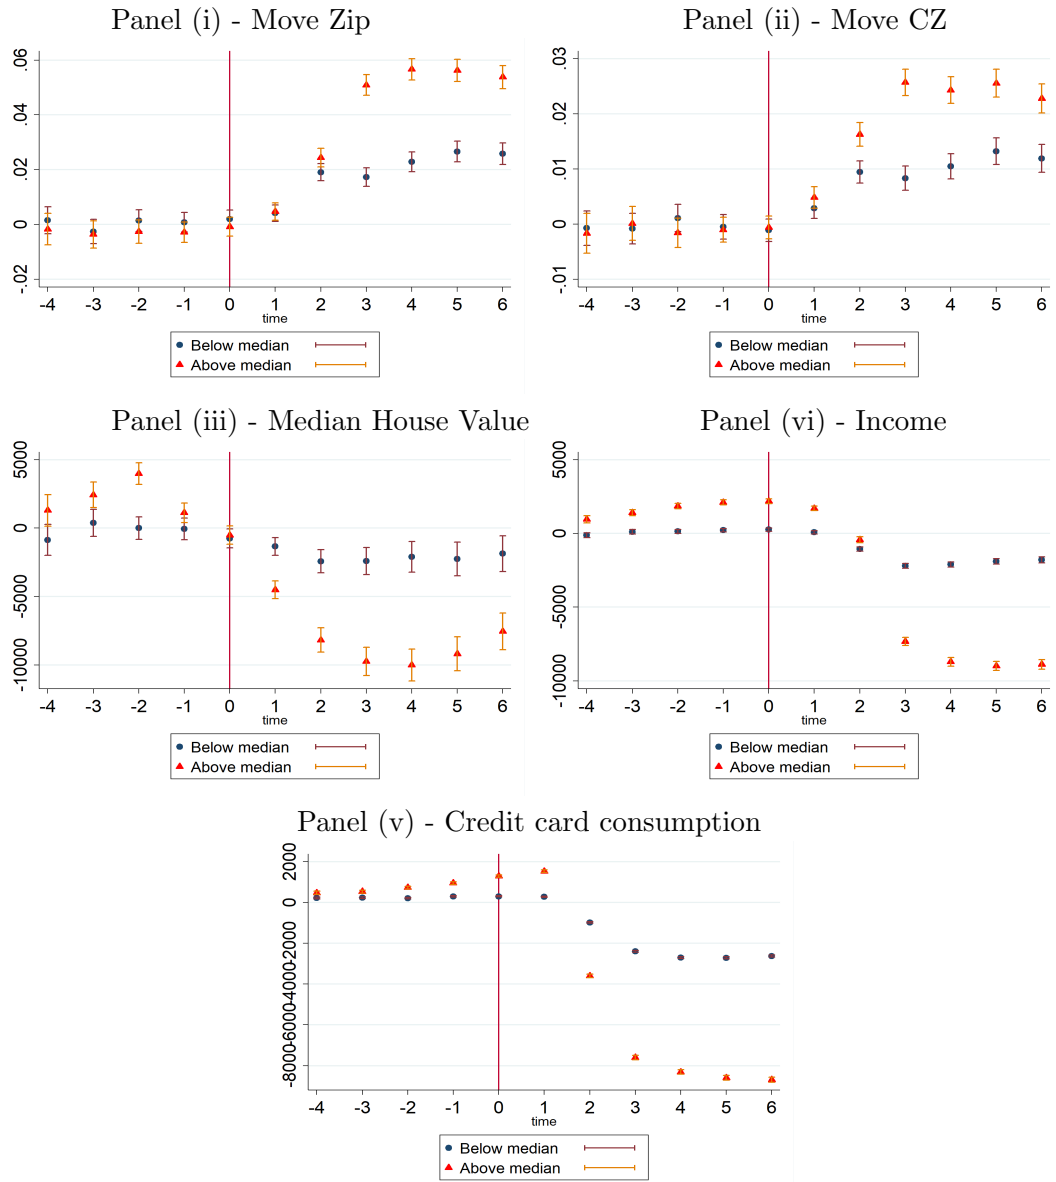 Panel (i) - Move Zip
.06
.04
.02
0
-.02
-4 -3 -2 -1 0 1 2 3 4 5 6
time
Below median
Above median
Panel (ii) - Move CZ
.03
.02
.01
0
-.01
-4 -3 -2 -1 0 1 2 3 4 5 6
time
Below median
Above median
Panel (iii) - Median House Value
5000
0
-5000
-10000
-4 -3 -2 -1 0 1 2 3 4 5 6
time
Below median
Above median
Panel (vi) - Income
5000
0
-5000
-10000
-4 -3 -2 -1 0 1 2 3 4 5 6
time
Below median
Above median
Panel (v) - Credit card consumption
2000
0
-2000
-4000
-6000
-8000
-4 -3 -2 -1 0 1 2 3 4 5 6
time
Below median
Above median